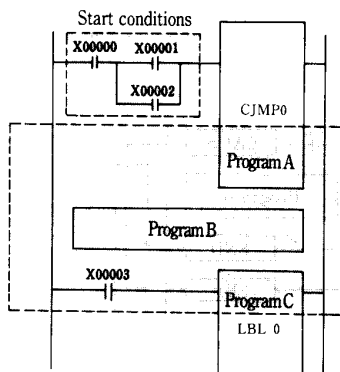 Start conditions
X00000 X00001
X00002
CJMP0
Program A
Program B
X00003
Program C
LBL 0